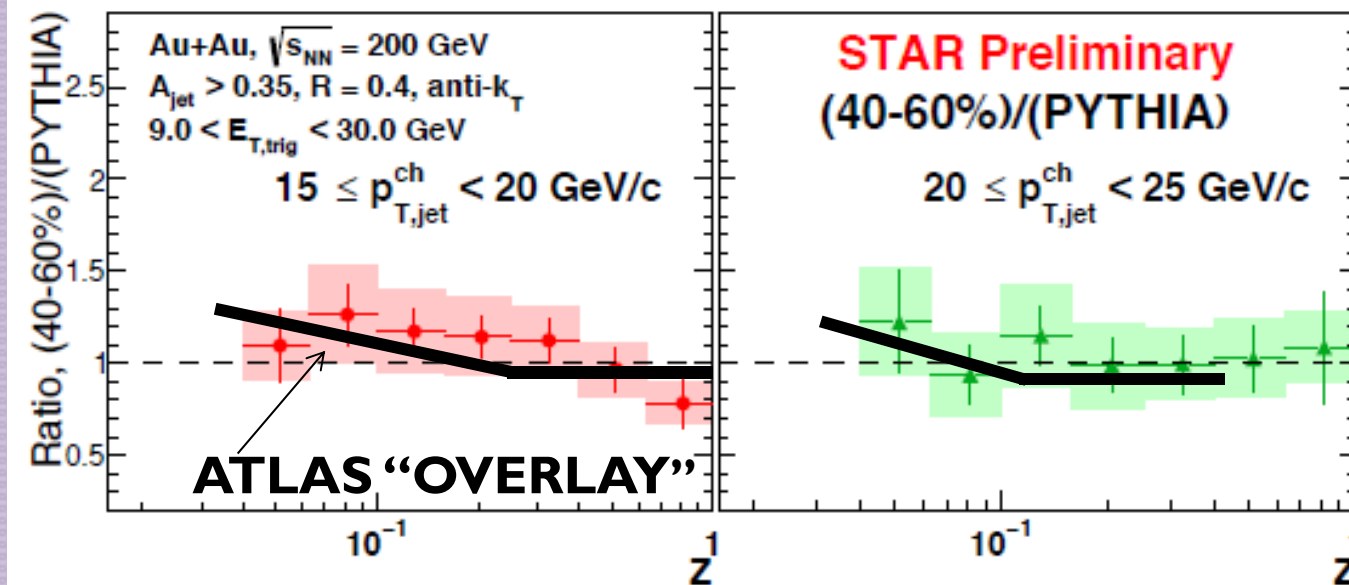 Ratio, (40-60%)/(PYTHIA)
2.5
2
1.5
1
0.5
Au+Au, √s_NN = 200 GeV
A_jet > 0.35, R = 0.4, anti-k_T
9.0 < E_T,trig < 30.0 GeV
15 ≤ p^ch_T,jet < 20 GeV/c
ATLAS “OVERLAY”
10⁻¹
1
z
STAR Preliminary
(40-60%)/(PYTHIA)
20 ≤ p^ch_T,jet < 25 GeV/c
10⁻¹